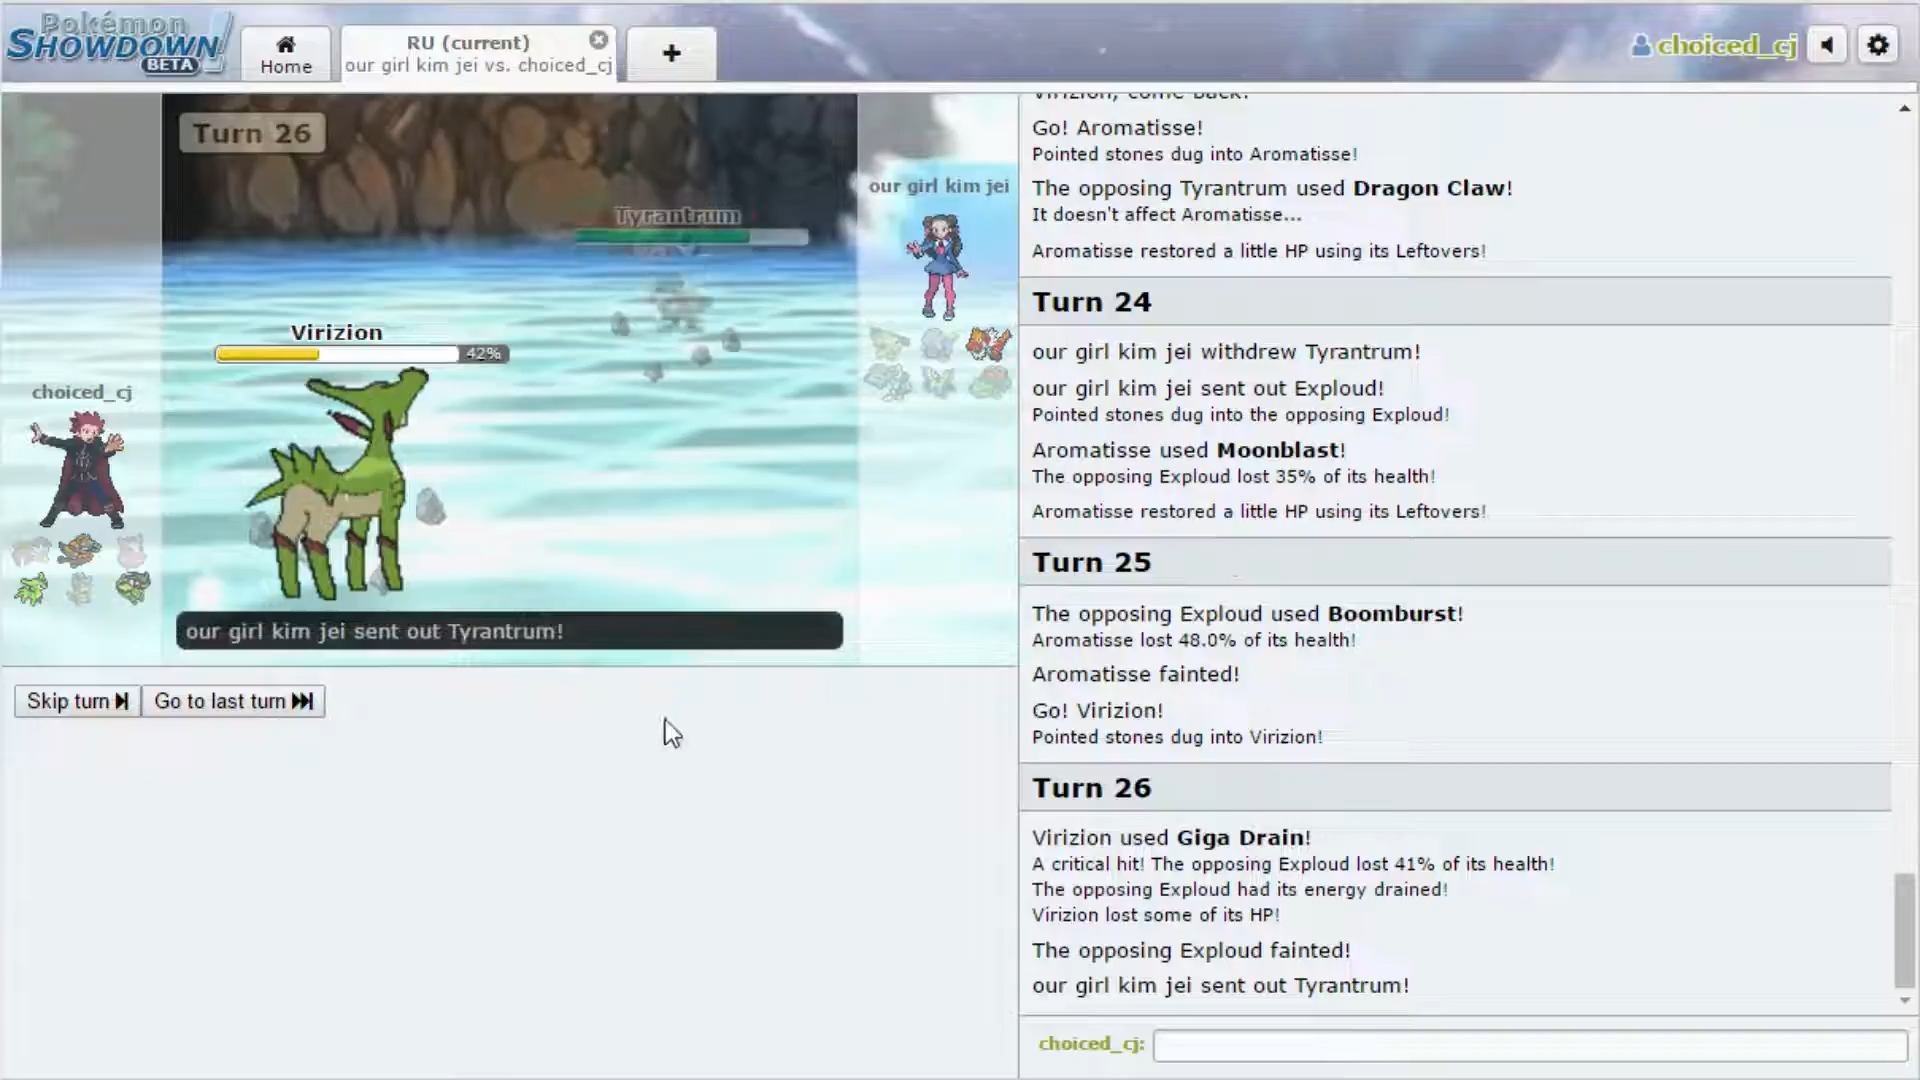 Pokémon
SHOWDOWN!
BETA
Home
RU (current)
our girl kim jei vs. choiced_cj
+
choiced_cj
Turn 26
Tyrantrum
Virizion
42%
choiced_cj
our girl kim jei
our girl kim jei sent out Tyrantrum!
Skip turn
Go to last turn
Virizion, come back!
Go! Aromatisse!
Pointed stones dug into Aromatisse!
The opposing Tyrantrum used Dragon Claw!
It doesn't affect Aromatisse...
Aromatisse restored a little HP using its Leftovers!
Turn 24
our girl kim jei withdrew Tyrantrum!
our girl kim jei sent out Exploud!
Pointed stones dug into the opposing Exploud!
Aromatisse used Moonblast!
The opposing Exploud lost 35% of its health!
Aromatisse restored a little HP using its Leftovers!
Turn 25
The opposing Exploud used Boomburst!
Aromatisse lost 48.0% of its health!
Aromatisse fainted!
Go! Virizion!
Pointed stones dug into Virizion!
Turn 26
Virizion used Giga Drain!
A critical hit! The opposing Exploud lost 41% of its health!
The opposing Exploud had its energy drained!
Virizion lost some of its HP!
The opposing Exploud fainted!
our girl kim jei sent out Tyrantrum!
choiced_cj: